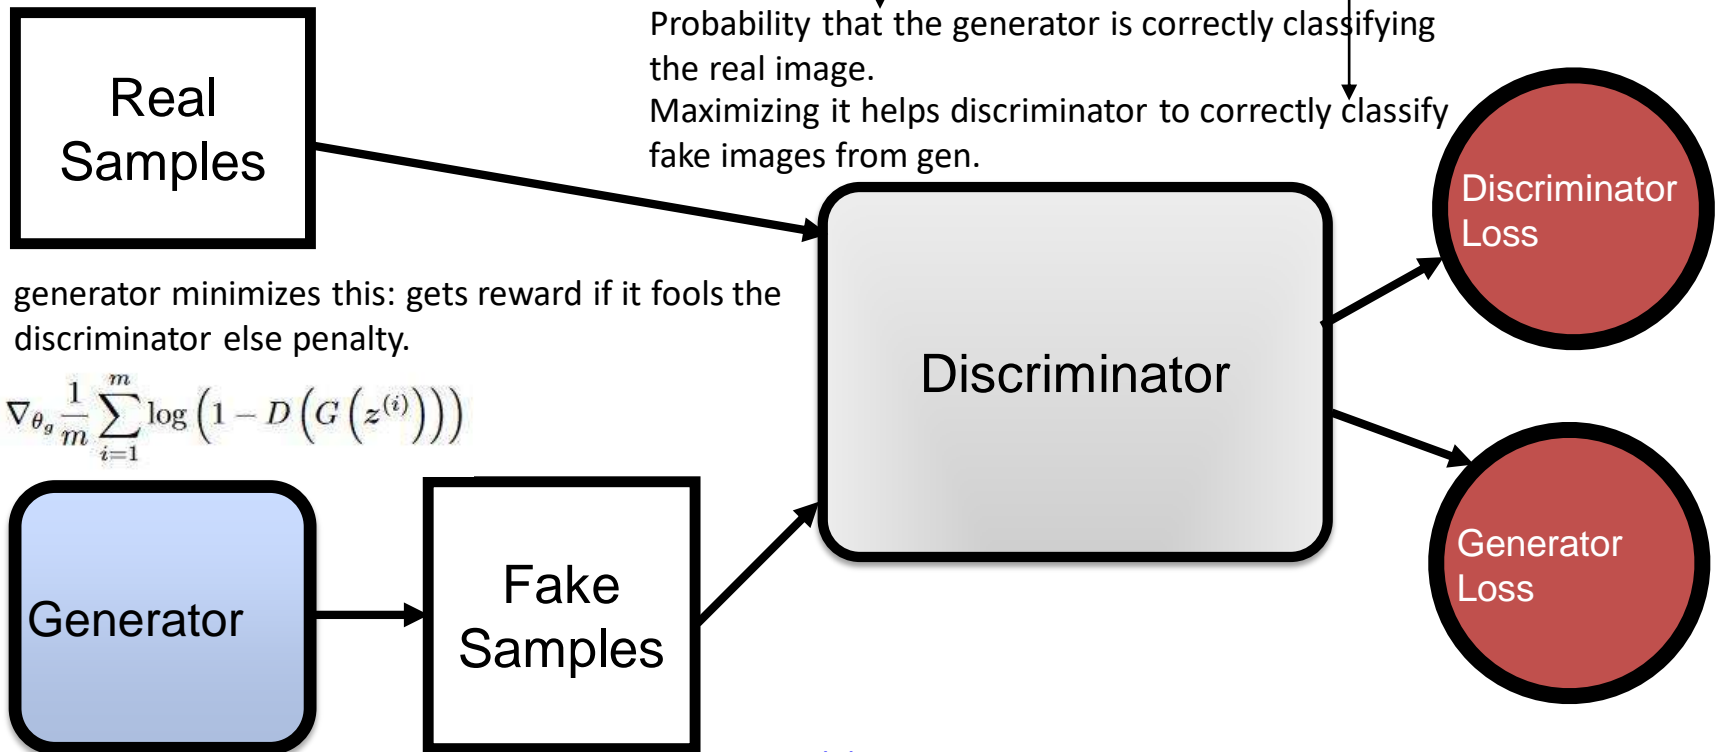 Probability that the generator is correctly classifying
the real image.
Maximizing it helps discriminator to correctly classify
fake images from gen.
Real
Samples
Discriminator
Loss
generator minimizes this: gets reward if it fools the
discriminator else penalty.
∇θ_g 1/m ∑_{i=1}^{m} log (1 − D (G (z^{(i)})))
Discriminator
Generator
Fake
Samples
Generator
Loss